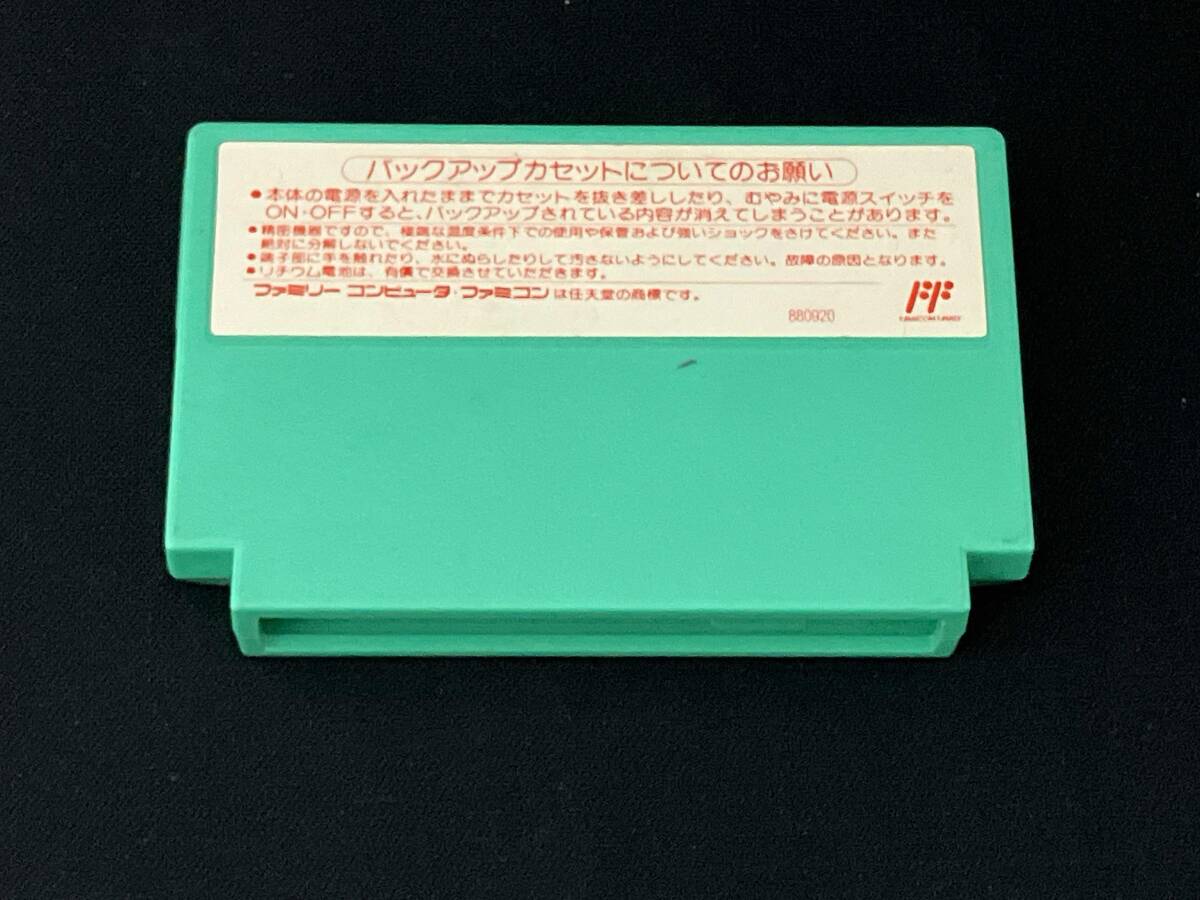 バックアップカセットについてのお願い
●本体の電源を入れたままでカセットを抜き差ししたり、むやみに電源スイッチを
ON・OFFすると、バックアップされている内容が消えてしまうことがあります。
●精密機器ですので、極端な温度条件下での使用や保管および強いショックをさけてください。また
絶対に分解しないでください。
●端子部に手を触れたり、水にぬらしたりして汚さないようにしてください。故障の原因となります。
●リチウム電池は、有償で交換させていただきます。
ファミリー コンピュータ・ファミコンは任天堂の商標です。
880920